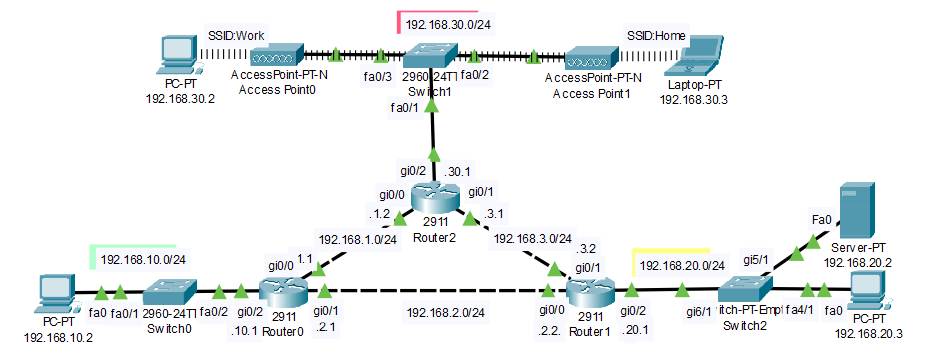 192.168.30.0/24
SSID:Work
SSID:Home
PC-PT
192.168.30.2
AccessPoint-PT-N
Access Point0
fa0/3
2960-24TT
Switch1
fa0/2
AccessPoint-PT-N
Access Point1
Laptop-PT
192.168.30.3
fa0/1
gi0/2
.30.1
gi0/0
gi0/1
.1.2
2911
Router2
.3.1
192.168.1.0/24
192.168.3.0/24
Fa0
Server-PT
192.168.20.2
192.168.10.0/24
1.1
gi0/0
.3.2
gi0/1
192.168.20.0/24
gi5/1
PC-PT
192.168.10.2
fa0
fa0/1
2960-24TT
Switch0
fa0/2
gi0/2
.10.1
2911
Router0
gi0/1
.2.1
192.168.2.0/24
gi0/0
.2.2.
2911
Router1
gi0/2
.20.1
gi6/1
itch-PT-Empt
Switch2
fa4/1
fa0
PC-PT
192.168.20.3